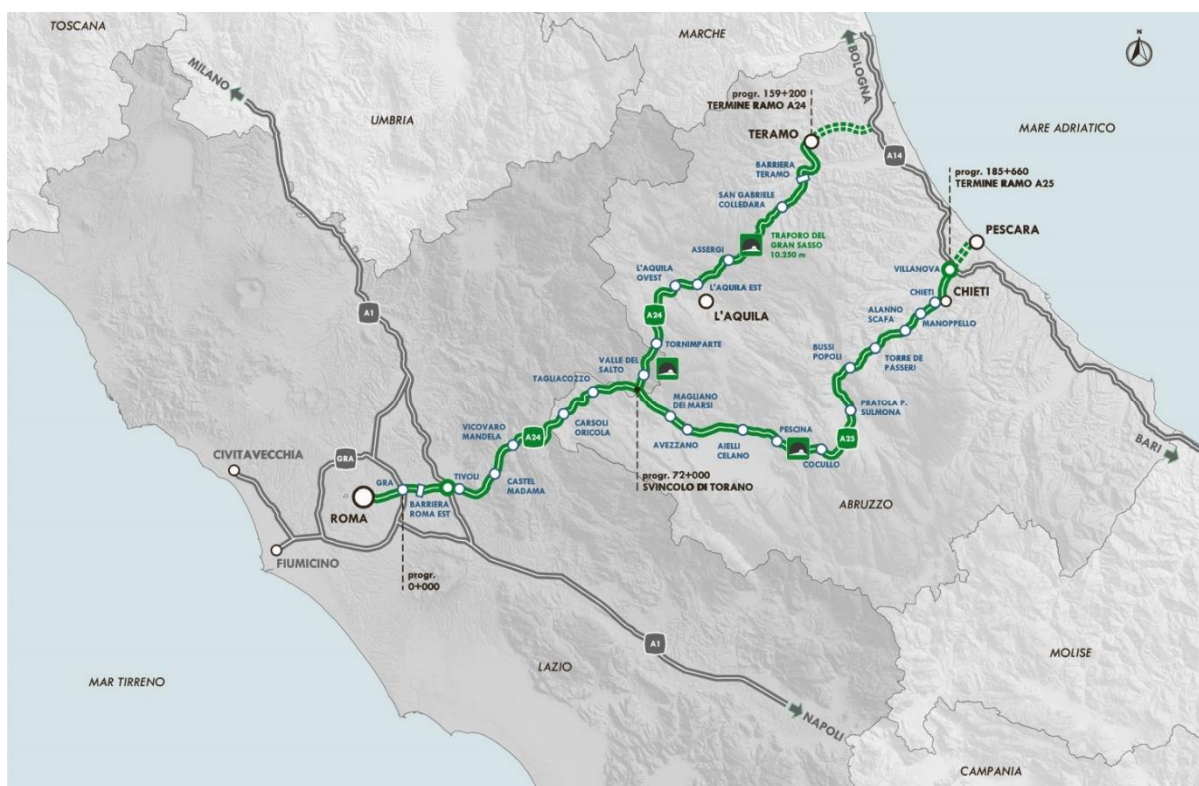 TOSCANA
MARCHE
MILANO
UMBRIA
BOLOGNA
N
MARE ADRIATICO
progr. 159+200
TERMINE RAMO A24
TERAMO
A14
BARRIERA
TERAMO
progr. 185+660
TERMINE RAMO A25
SAN GABRIELE
COLLEDARA
PESCARA
TRAFORO DEL
GRAN SASSO
10.250 m
ASSERGI
VILLANOVA
L'AQUILA
OVEST
L'AQUILA EST
CHIETI
CHIETI
L'AQUILA
A24
ALANNO
SCAFA
MANOPPELLO
A1
TORNIMPARTE
BUSSI
POPOLI
TORRE DE
PASSERI
VALLE DEL
SALTO
TAGLIACOZZO
MAGLIANO
DEI MARSI
PRATOLA P.
SULMONA
CARSOLI
ORICOLA
VICOVARO
MANDELA
A24
AVEZZANO
AIELLI
CELANO
PESCINA
A25
COCULLO
BARI
CIVITAVECCHIA
GRA
GRA
TIVOLI
CASTEL
MADAMA
progr. 72+000
SVINCOLO DI TORANO
BARRIERA
ROMA EST
ROMA
ABRUZZO
FIUMICINO
progr.
0+000
A1
LAZIO
MOLISE
MAR TIRRENO
NAPOLI
CAMPANIA